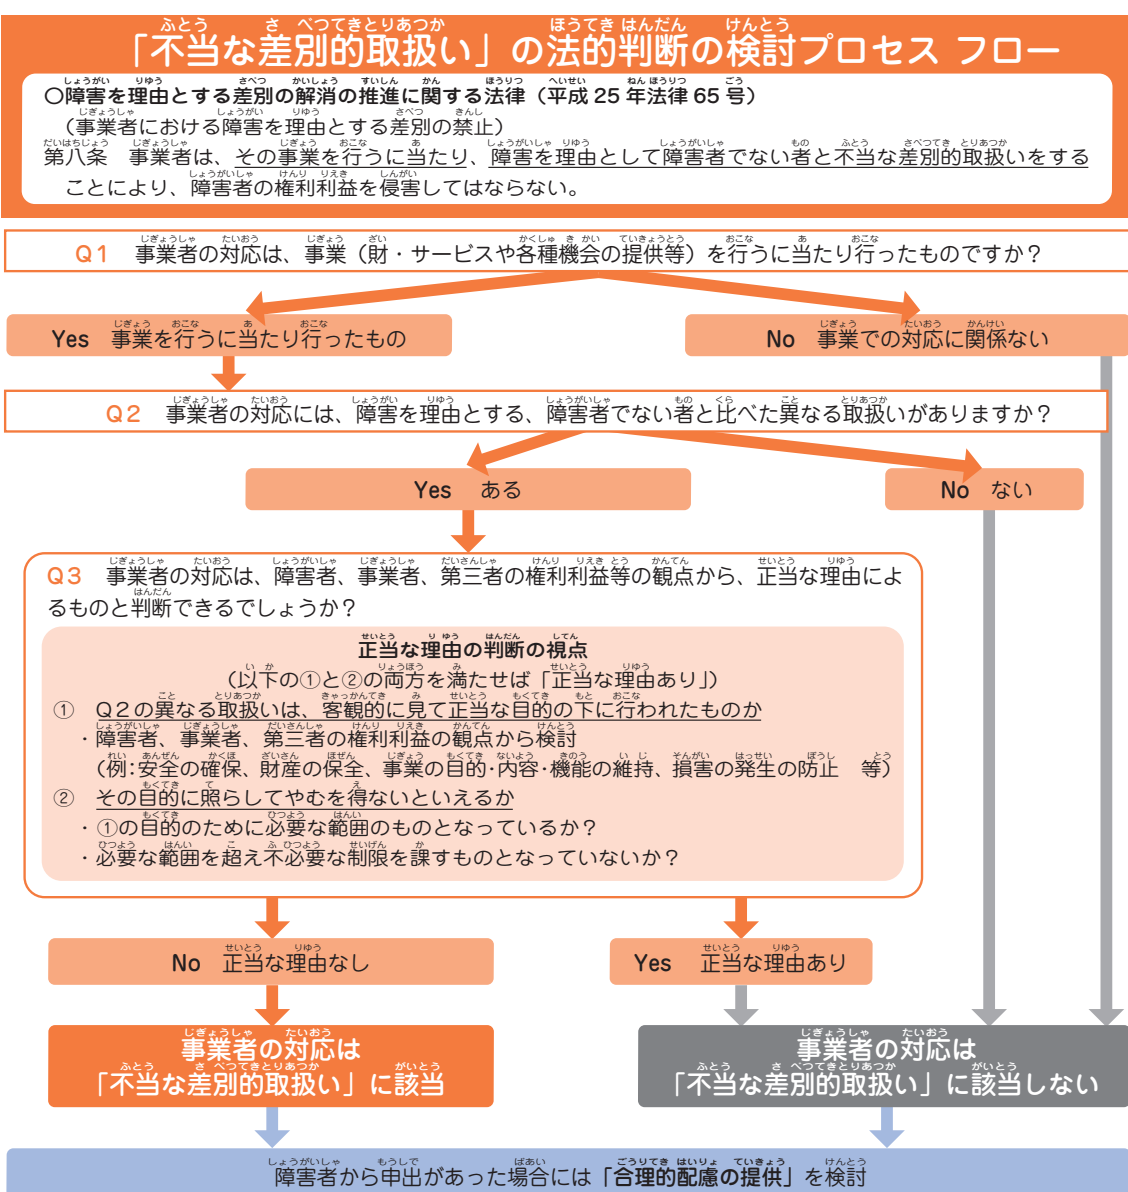 「不当な差別的取扱い」の法的判断の検討プロセス フロー
〇障害を理由とする差別の解消の推進に関する法律（平成 25 年法律 65 号）
（事業者における障害を理由とする差別の禁止）
第八条　事業者は、その事業を行うに当たり、障害を理由として障害者でない者と不当な差別的取扱いをする
ことにより、障害者の権利利益を侵害してはならない。
Q1　事業者の対応は、事業（財・サービスや各種機会の提供等）を行うに当たり行ったものですか？
Yes　事業を行うに当たり行ったもの
No　事業での対応に関係ない
Q2　事業者の対応には、障害を理由とする、障害者でない者と比べた異なる取扱いがありますか？
Yes　ある
No　ない
Q3　事業者の対応は、障害者、事業者、第三者の権利利益等の観点から、正当な理由によ
るものと判断できるでしょうか？
正当な理由の判断の視点
（以下の①と②の両方を満たせば「正当な理由あり」）
①　Q2の異なる取扱いは、客観的に見て正当な目的の下に行われたものか
・障害者、事業者、第三者の権利利益の観点から検討
（例：安全の確保、財産の保全、事業の目的・内容・機能の維持、損害の発生の防止　等）
②　その目的に照らしてやむを得ないといえるか
・①の目的のために必要な範囲のものとなっているか？
・必要な範囲を超え不必要な制限を課すものとなっていないか？
No　正当な理由なし
Yes　正当な理由あり
事業者の対応は
「不当な差別的取扱い」に該当
事業者の対応は
「不当な差別的取扱い」に該当しない
障害者から申出があった場合には「合理的配慮の提供」を検討